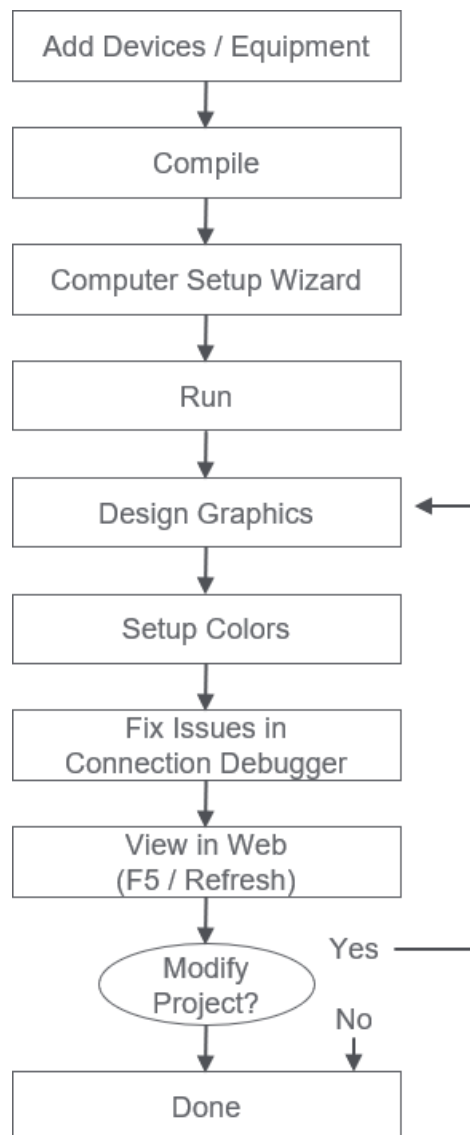 Add Devices / Equipment
Compile
Computer Setup Wizard
Run
Design Graphics
Setup Colors
Fix Issues in
Connection Debugger
View in Web
(F5 / Refresh)
Yes
Modify
Project?
No
Done